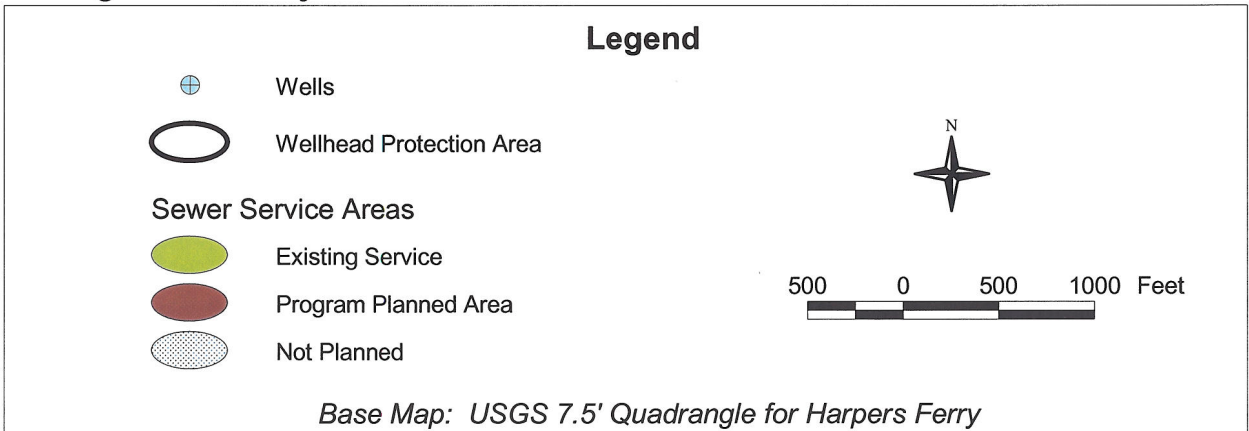 Legend
Wells
Wellhead Protection Area
Sewer Service Areas
Existing Service
Program Planned Area
Not Planned
N
500 0 500 1000 Feet
Base Map: USGS 7.5' Quadrangle for Harpers Ferry